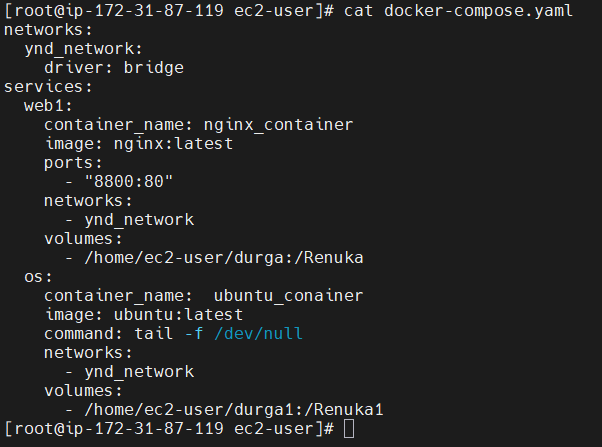 [root@ip-172-31-87-119 ec2-user]# cat docker-compose.yaml
networks:
  ynd_network:
    driver: bridge
services:
  web1:
    container_name: nginx_container
    image: nginx:latest
    ports:
      - "8800:80"
    networks:
      - ynd_network
    volumes:
      - /home/ec2-user/durga:/Renuka
  os:
    container_name:  ubuntu_conainer
    image: ubuntu:latest
    command: tail -f /dev/null
    networks:
      - ynd_network
    volumes:
      - /home/ec2-user/durga1:/Renuka1
[root@ip-172-31-87-119 ec2-user]#